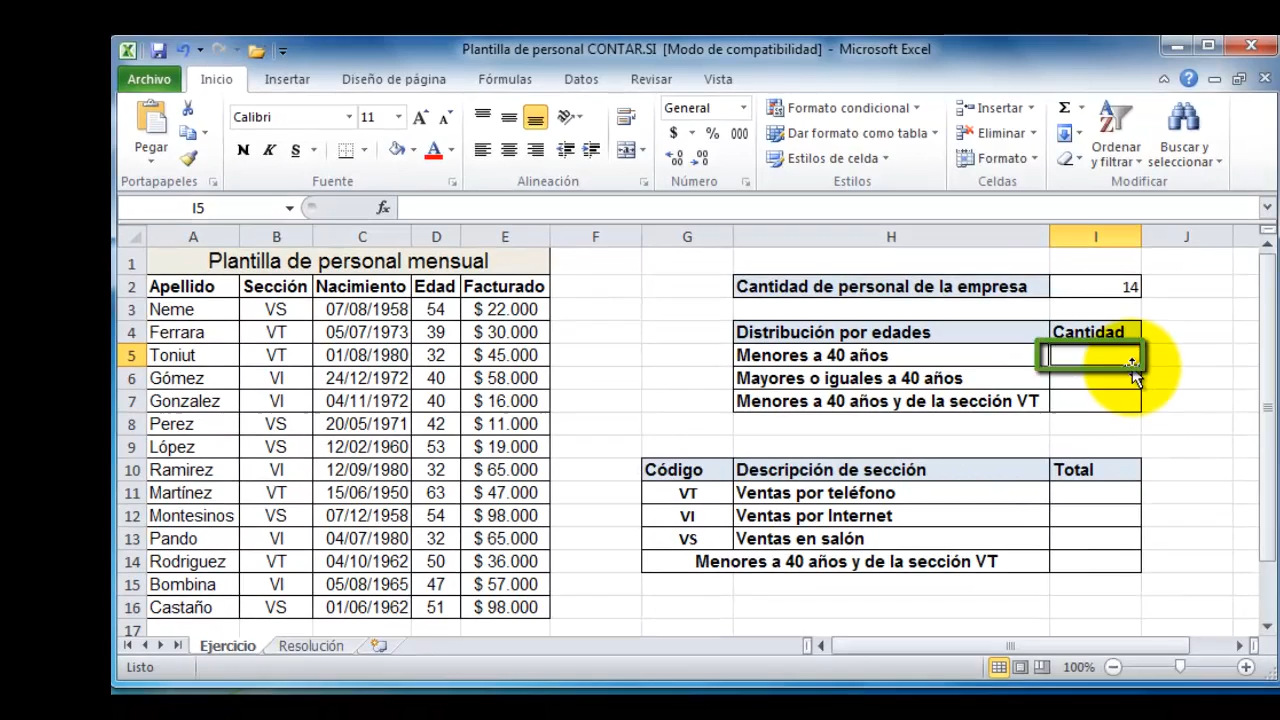 Plantilla de personal CONTAR.SI [Modo de compatibilidad] - Microsoft Excel
Archivo Inicio Insertar Diseño de página Fórmulas Datos Revisar Vista
Pegar
Calibri 11
N K S
General
$ % 000
Formato condicional
Dar formato como tabla
Estilos de celda
Insertar
Eliminar
Formato
Σ
Ordenar y filtrar
Buscar y seleccionar
Portapapeles Fuente Alineación Número Estilos Celdas Modificar
I5 fx
A B C D E F G H I J
1 Plantilla de personal mensual
2 Apellido Sección Nacimiento Edad Facturado Cantidad de personal de la empresa 14
3 Neme VS 07/08/1958 54 $ 22.000
4 Ferrara VT 05/07/1973 39 $ 30.000 Distribución por edades Cantidad
5 Toniut VT 01/08/1980 32 $ 45.000 Menores a 40 años
6 Gómez VI 24/12/1972 40 $ 58.000 Mayores o iguales a 40 años
7 Gonzalez VI 04/11/1972 40 $ 16.000 Menores a 40 años y de la sección VT
8 Perez VS 20/05/1971 42 $ 11.000
9 López VS 12/02/1960 53 $ 19.000
10 Ramirez VI 12/09/1980 32 $ 65.000 Código Descripción de sección Total
11 Martínez VT 15/06/1950 63 $ 47.000 VT Ventas por teléfono
12 Montesinos VS 07/12/1958 54 $ 98.000 VI Ventas por Internet
13 Pando VI 04/07/1980 32 $ 65.000 VS Ventas en salón
14 Rodriguez VT 04/10/1962 50 $ 36.000 Menores a 40 años y de la sección VT
15 Bombina VI 05/08/1965 47 $ 57.000
16 Castaño VS 01/06/1962 51 $ 98.000
17
Ejercicio Resolución
Listo 100%